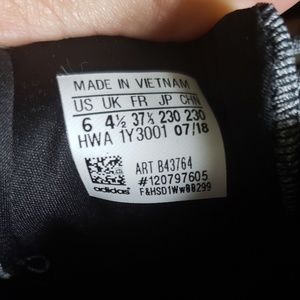 MADE IN VIETNAM
US UK FR JP CHN
6 4½ 37⅓ 230 230
HWA 1Y3001 07/18
ART B43764
#120797605
adidas F&HSD1Ww00299